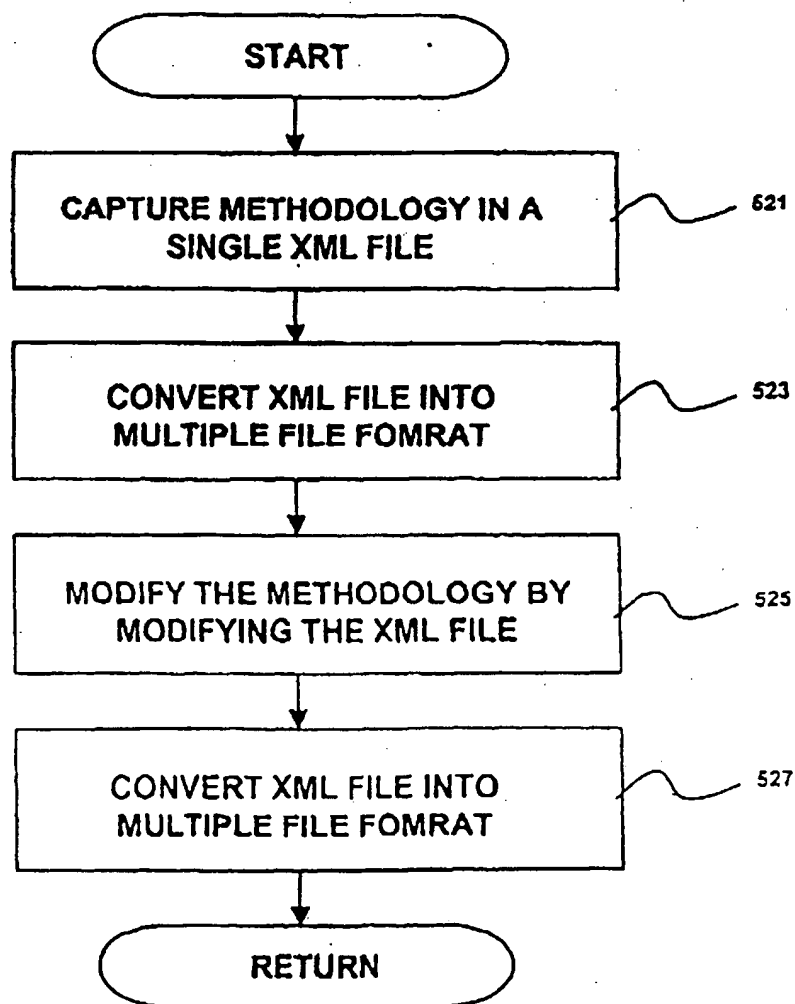 START
CAPTURE METHODOLOGY IN A
SINGLE XML FILE
521
CONVERT XML FILE INTO
MULTIPLE FILE FOMRAT
523
MODIFY THE METHODOLOGY BY
MODIFYING THE XML FILE
525
CONVERT XML FILE INTO
MULTIPLE FILE FOMRAT
527
RETURN